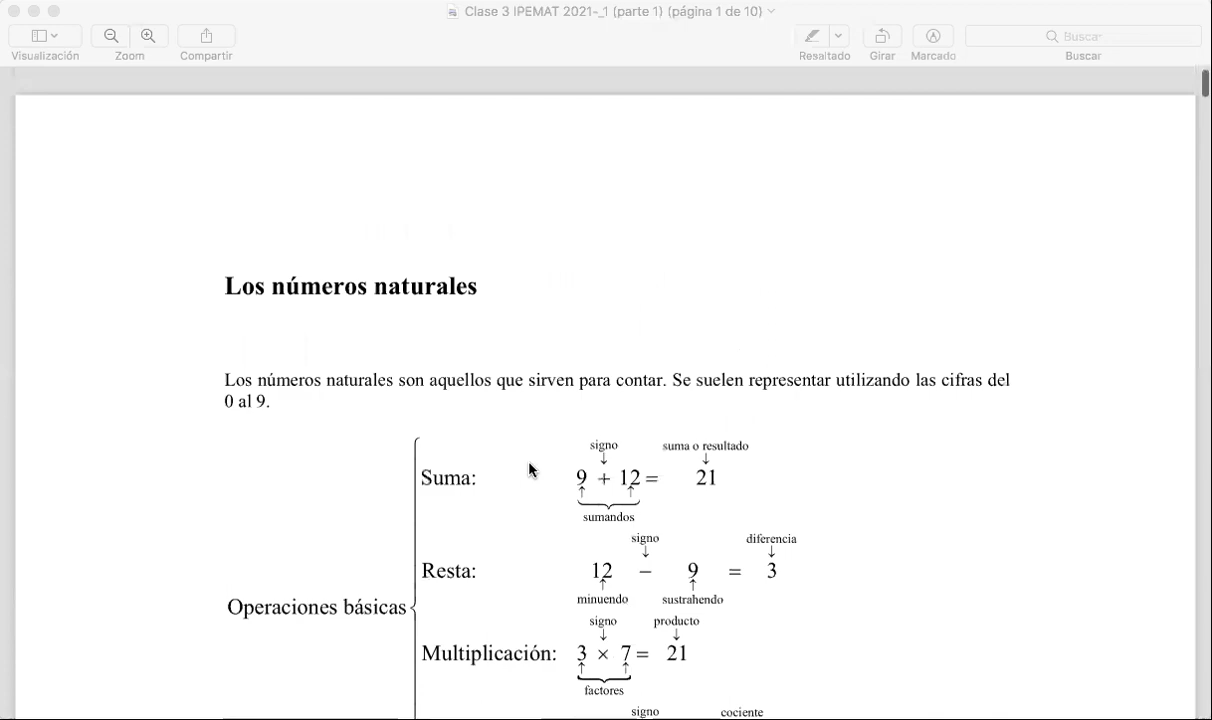 Clase 3 IPEMAT 2021-_1 (parte 1) (página 1 de 10)
Buscar
Visualización Zoom Compartir Resaltado Girar Marcado Buscar
Los números naturales
Los números naturales son aquellos que sirven para contar. Se suelen representar utilizando las cifras del
0 al 9.
signo suma o resultado
↓ ↓
Suma: 9 + 12 = 21
↑ ↑
sumandos
signo diferencia
↓ ↓
Resta: 12 − 9 = 3
↑ ↑
minuendo sustrahendo
Operaciones básicas
signo producto
↓ ↓
Multiplicación: 3 × 7 = 21
↑ ↑
factores
signo cociente